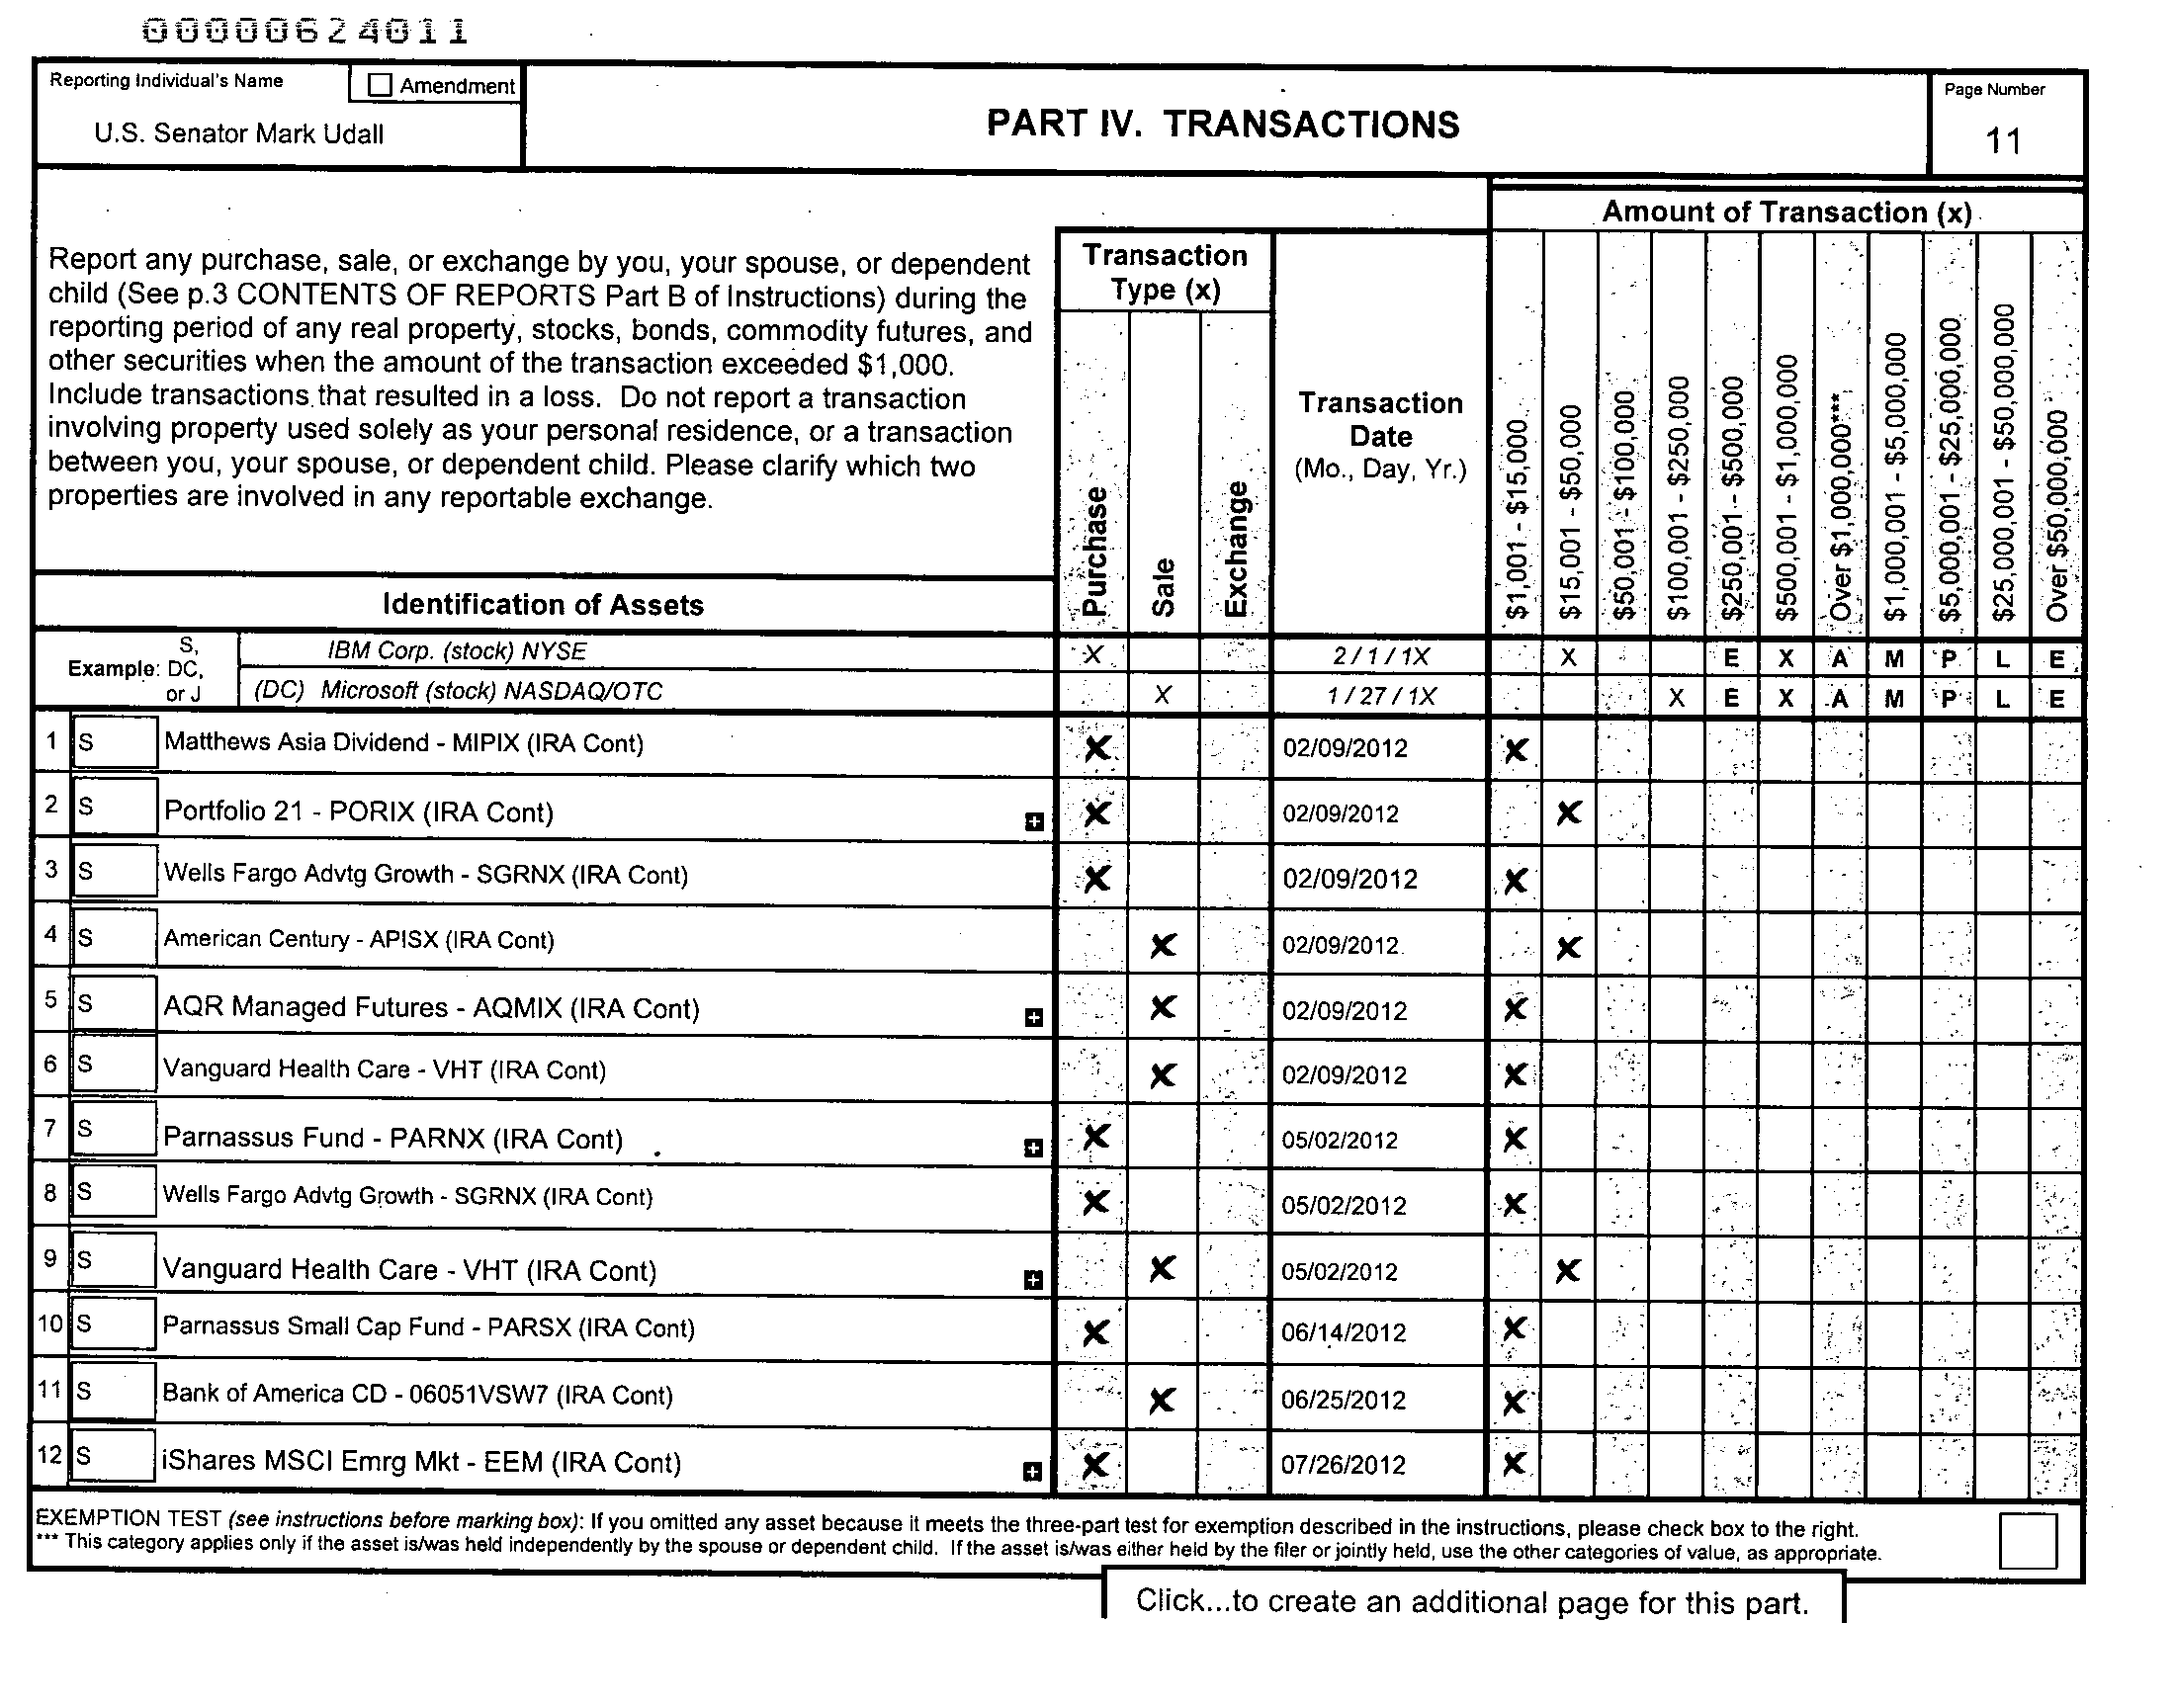 00000624011
Reporting Individual's Name
Amendment
U.S. Senator Mark Udall
PART IV. TRANSACTIONS
Page Number
11
Report any purchase, sale, or exchange by you, your spouse, or dependent
child (See p.3 CONTENTS OF REPORTS Part B of Instructions) during the
reporting period of any real property, stocks, bonds, commodity futures, and
other securities when the amount of the transaction exceeded $1,000.
Include transactions that resulted in a loss. Do not report a transaction
involving property used solely as your personal residence, or a transaction
between you, your spouse, or dependent child. Please clarify which two
properties are involved in any reportable exchange.
Identification of Assets
Transaction
Type (x)
Purchase
Sale
Exchange
Transaction
Date
(Mo., Day, Yr.)
Amount of Transaction (x)
$1,001 - $15,000
$15,001 - $50,000
$50,001 - $100,000
$100,001 - $250,000
$250,001 - $500,000
$500,001 - $1,000,000
Over $1,000,000***
$1,000,001 - $5,000,000
$5,000,001 - $25,000,000
$25,000,001 - $50,000,000
Over $50,000,000
Example: S, DC, or J
IBM Corp. (stock) NYSE X 2 / 1 / 1X X E X A M P L E
(DC) Microsoft (stock) NASDAQ/OTC X 1 / 27 / 1X X E X A M P L E
1 S Matthews Asia Dividend - MIPIX (IRA Cont) X 02/09/2012 X
2 S Portfolio 21 - PORIX (IRA Cont) + X 02/09/2012 X
3 S Wells Fargo Advtg Growth - SGRNX (IRA Cont) X 02/09/2012 X
4 S American Century - APISX (IRA Cont) X 02/09/2012 X
5 S AQR Managed Futures - AQMIX (IRA Cont) + X 02/09/2012 X
6 S Vanguard Health Care - VHT (IRA Cont) X 02/09/2012 X
7 S Parnassus Fund - PARNX (IRA Cont) + X 05/02/2012 X
8 S Wells Fargo Advtg Growth - SGRNX (IRA Cont) X 05/02/2012 X
9 S Vanguard Health Care - VHT (IRA Cont) + X 05/02/2012 X
10 S Parnassus Small Cap Fund - PARSX (IRA Cont) X 06/14/2012 X
11 S Bank of America CD - 06051VSW7 (IRA Cont) X 06/25/2012 X
12 S iShares MSCI Emrg Mkt - EEM (IRA Cont) + X 07/26/2012 X
EXEMPTION TEST (see instructions before marking box): If you omitted any asset because it meets the three-part test for exemption described in the instructions, please check box to the right.
*** This category applies only if the asset is/was held independently by the spouse or dependent child. If the asset is/was either held by the filer or jointly held, use the other categories of value, as appropriate.
Click...to create an additional page for this part.